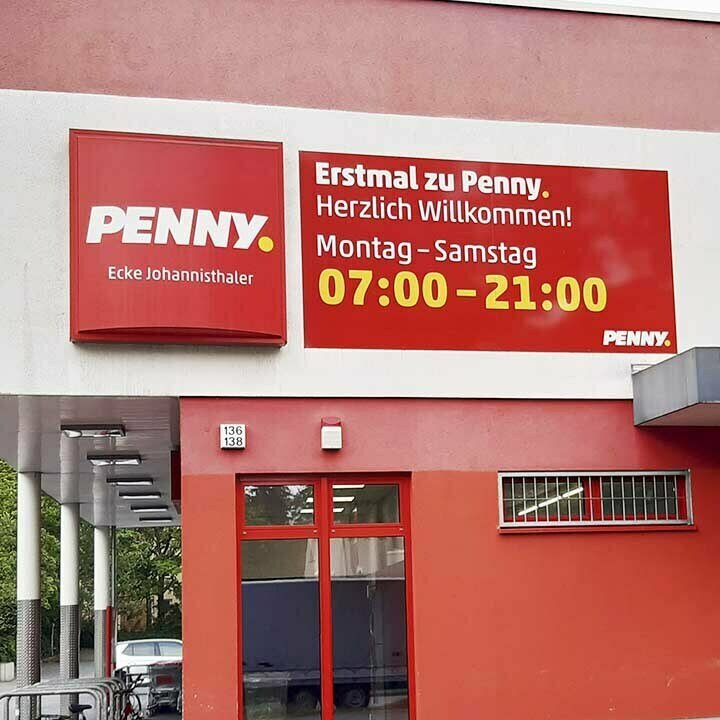 PENNY.
Ecke Johannisthaler
Erstmal zu Penny.
Herzlich Willkommen!
Montag – Samstag
07:00 – 21:00
PENNY.
136
138